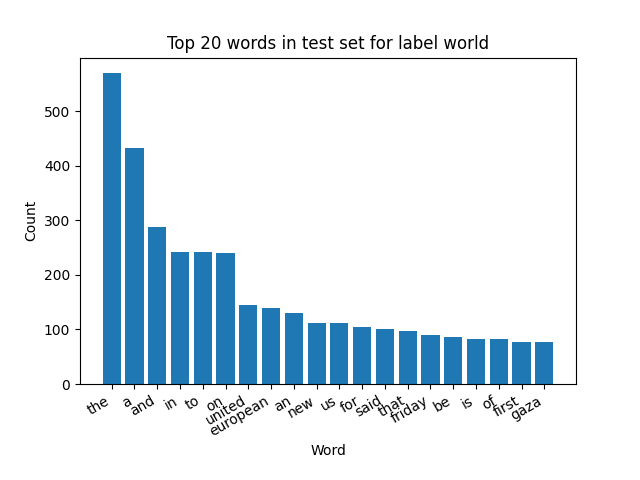 Top 20 words in test set for label world
Count
500
400
300
200
100
0
the
a
and
in
to
on
united
european
an
new
us
for
said
that
friday
be
is
of
first
gaza
Word